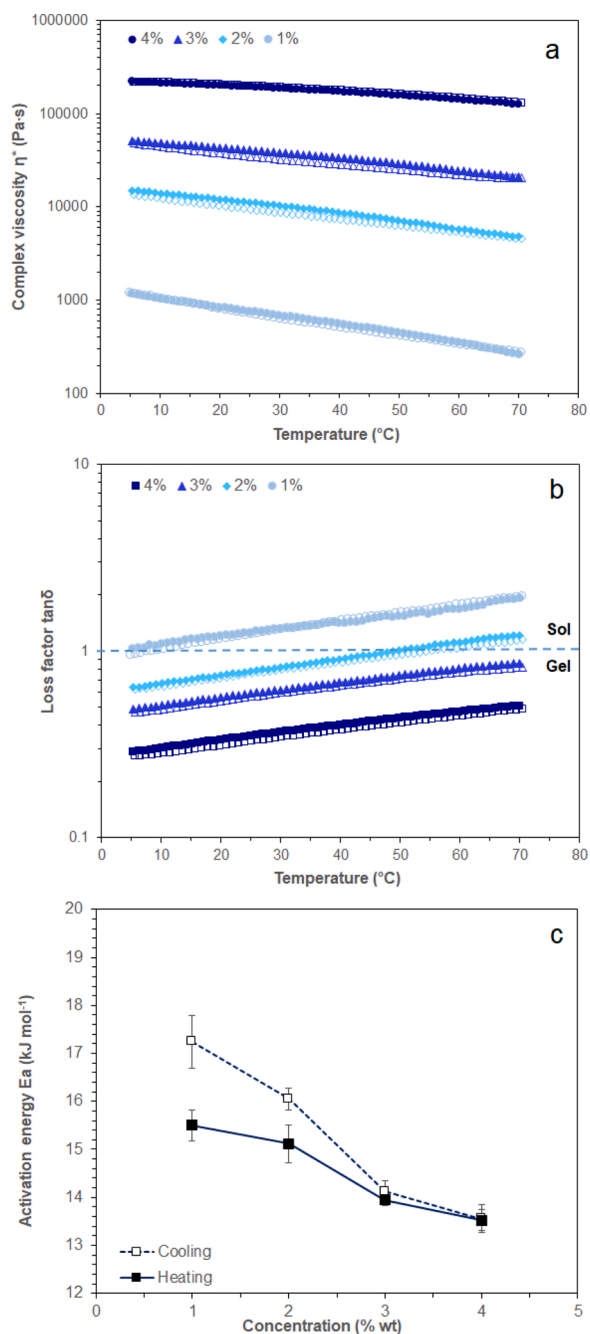 1000000
4% 3% 2% 1%
a
100000
10000
1000
100
Complex viscosity η* (Pa·s)
0 10 20 30 40 50 60 70 80
Temperature (°C)
10
4% 3% 2% 1%
b
Sol
1
Gel
0.1
Loss factor tanδ
0 10 20 30 40 50 60 70 80
Temperature (°C)
20
c
19
18
17
16
15
14
13
12
Activation energy Ea (kJ mol⁻¹)
Cooling
Heating
0 1 2 3 4 5
Concentration (% wt)